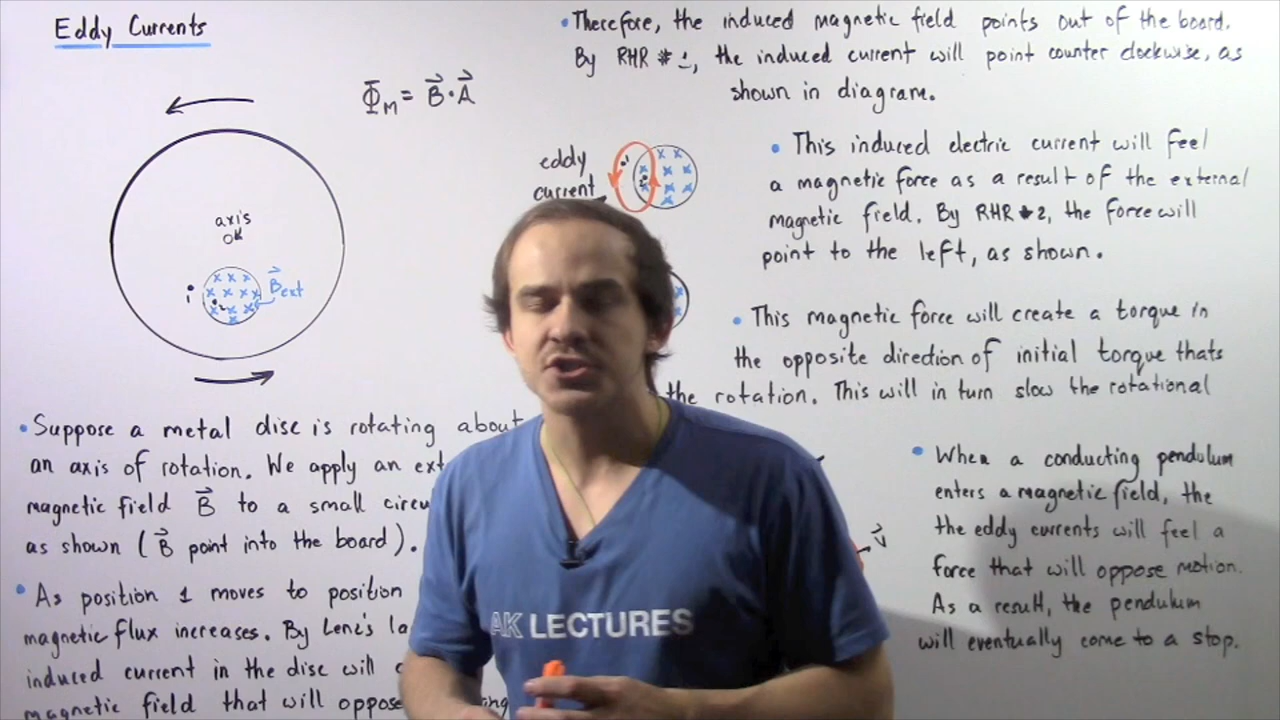 Eddy Currents
Φ_M = B⃗·A⃗
axis
B⃗ext
1
2
• Suppose a metal disc is rotating about
an axis of rotation. We apply an ext
magnetic field B⃗ to a small
as shown (B⃗ point into the board).
• As position 1 moves to position
magnetic flux increases. By Lenz's
induced current in the disc will
magnetic field that will
• Therefore, the induced magnetic field points out of the board.
By RHR #1, the induced current will point counter clockwise, as
shown in diagram.
eddy
current
1
2
• This induced electric current will feel
a magnetic force as a result of the external
magnetic field. By RHR #2, the force will
point to the left, as shown.
• This magnetic force will create a torque in
the opposite direction of initial torque thats
the rotation. This will in turn slow the rotational
v⃗
• When a conducting pendulum
enters a magnetic field, the
the eddy currents will feel a
force that will oppose motion.
As a result, the pendulum
will eventually come to a stop.
AK LECTURES